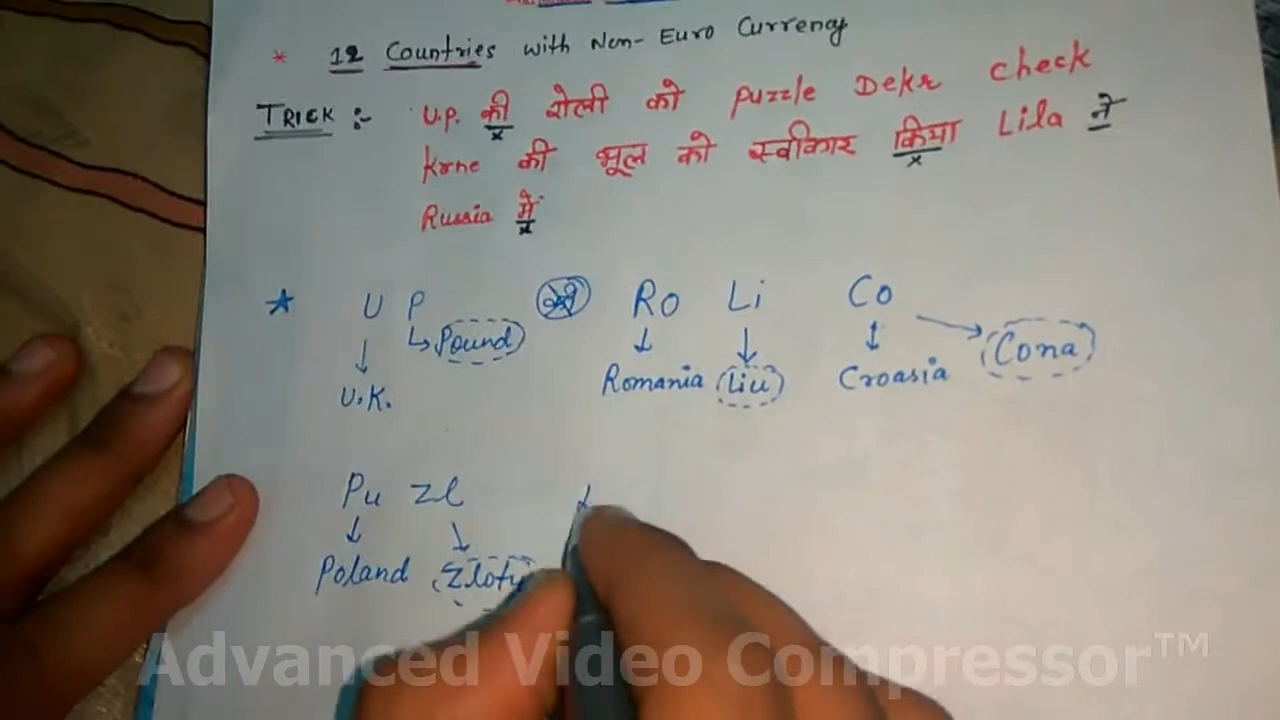 * 12 Countries with Non-Euro Currency
TRICK :- U.P. की रोली को puzzle Dekr check
krne की भूल को स्वीकार किया Lila ने
Russia में
U P Ro Li Co
Pound
U.K. Romania Liu Croasia Cona
Pu Zl
Poland Zloty
Advanced Video Compressor™